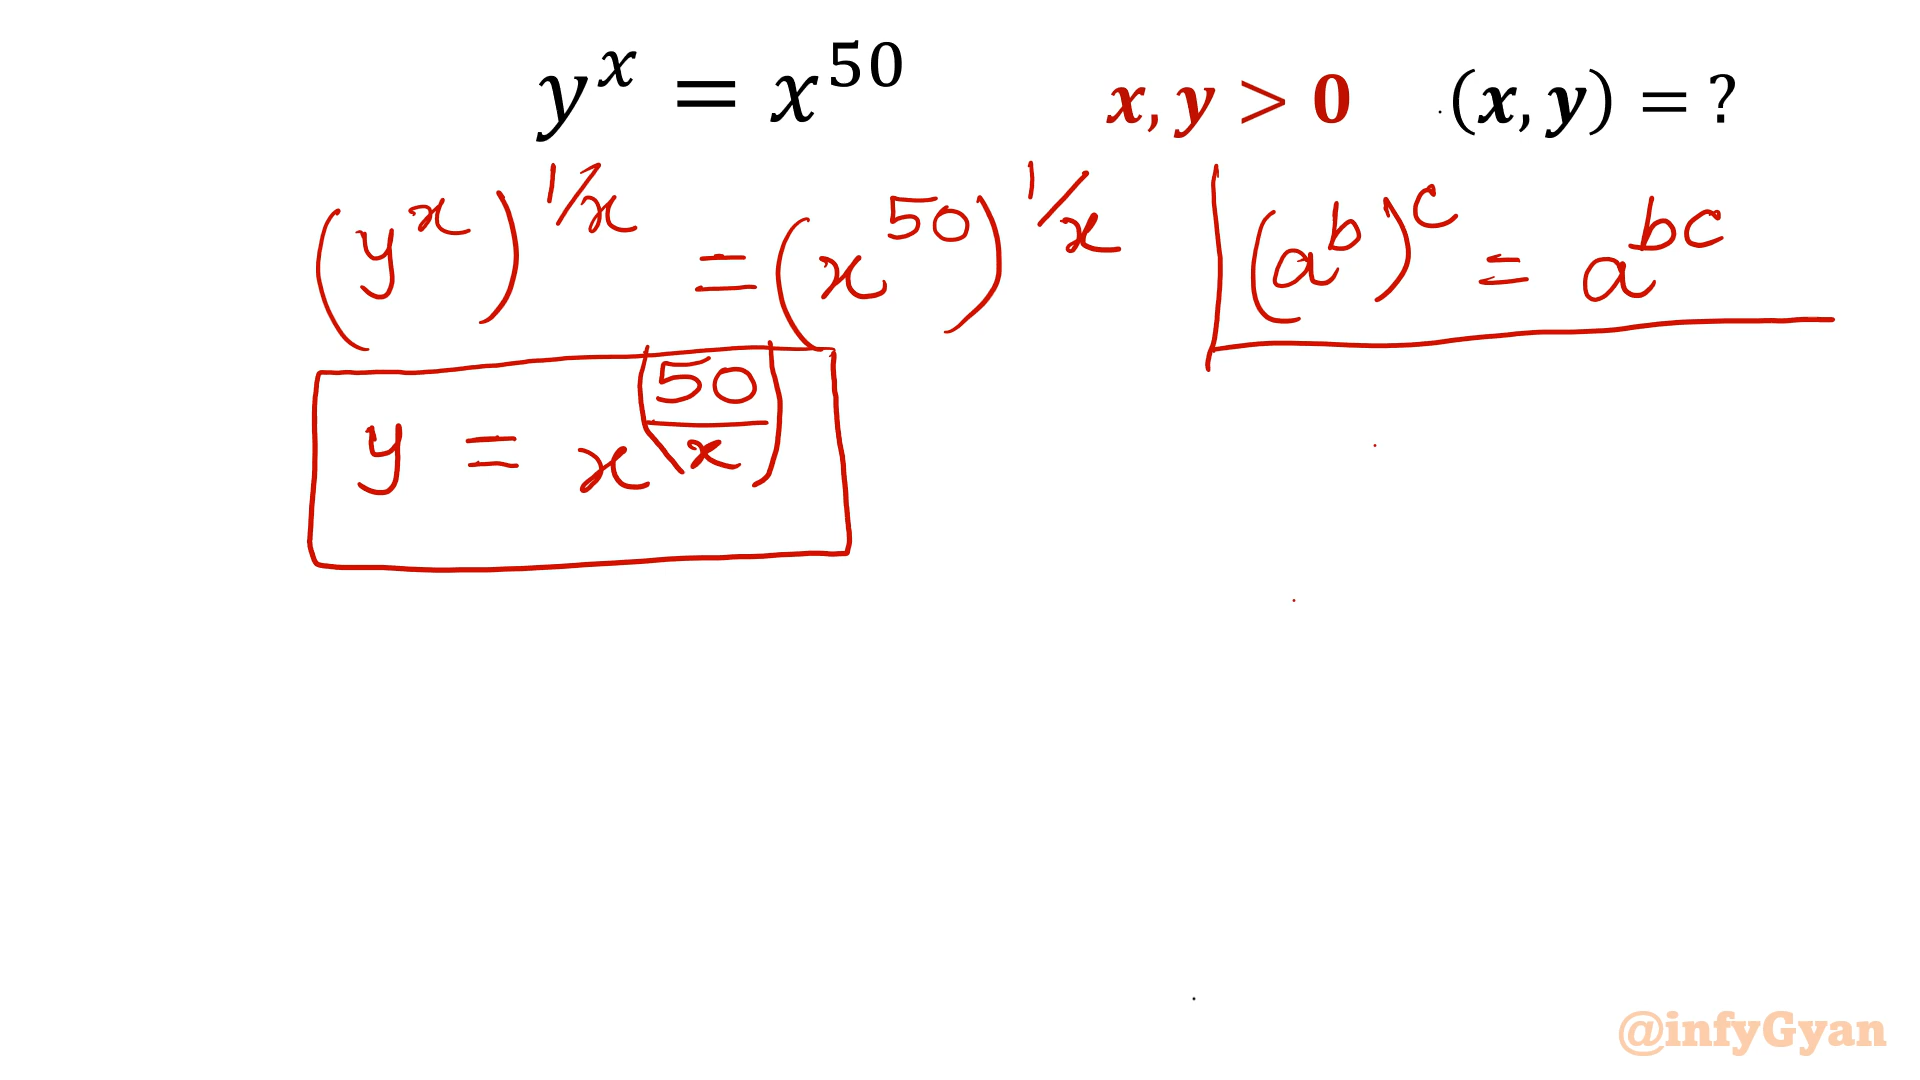 y^x = x^50 x, y > 0 (x, y) = ?
(y^x)^1/x = (x^50)^1/x (a^b)^c = a^bc
y = x^(50/x)
@infyGyan